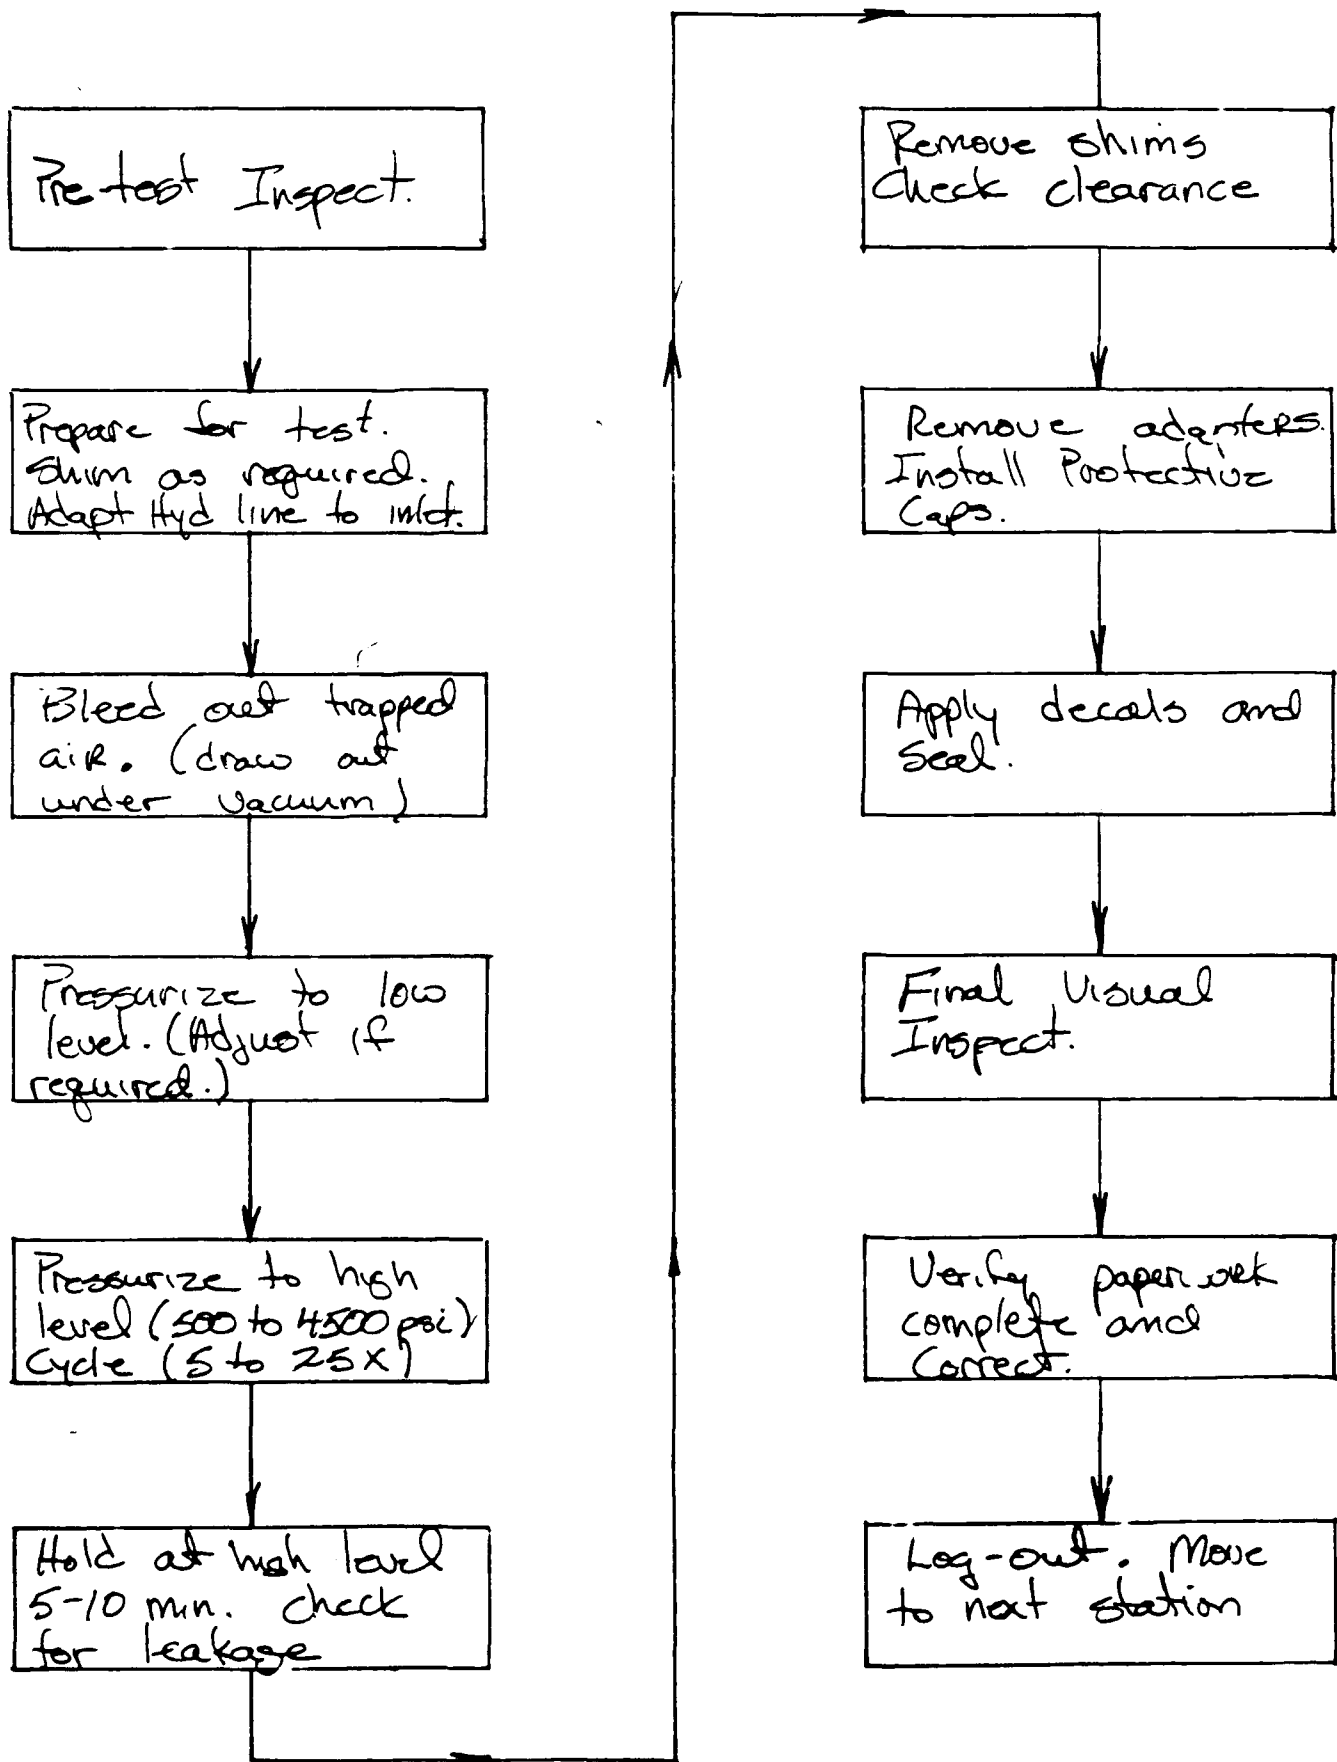 Pre-test Inspect.
Prepare for test.
Shim as required.
Adapt Hyd line to inlet.
Bleed out trapped
air. (draw out
under vacuum)
Pressurize to low
level. (Adjust if
required.)
Pressurize to high
level (500 to 4500 psi)
Cycle (5 to 25x)
Hold at high level
5-10 min. check
for leakage
Remove shims
Check clearance
Remove adapters.
Install Protective
Caps.
Apply decals and
Seal.
Final Visual
Inspect.
Verify paperwork
complete and
Correct.
Log-out. Move
to next station